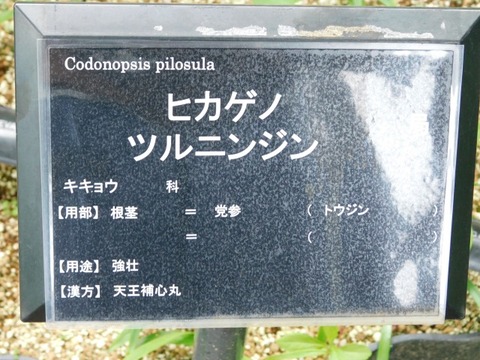 Codonopsis pilosula
ヒカゲノ
ツルニンジン
キキョウ 科
【用部】 根茎 = 党参 ( トウジン )
= ( )
【用途】 強壮
【漢方】 天王補心丸